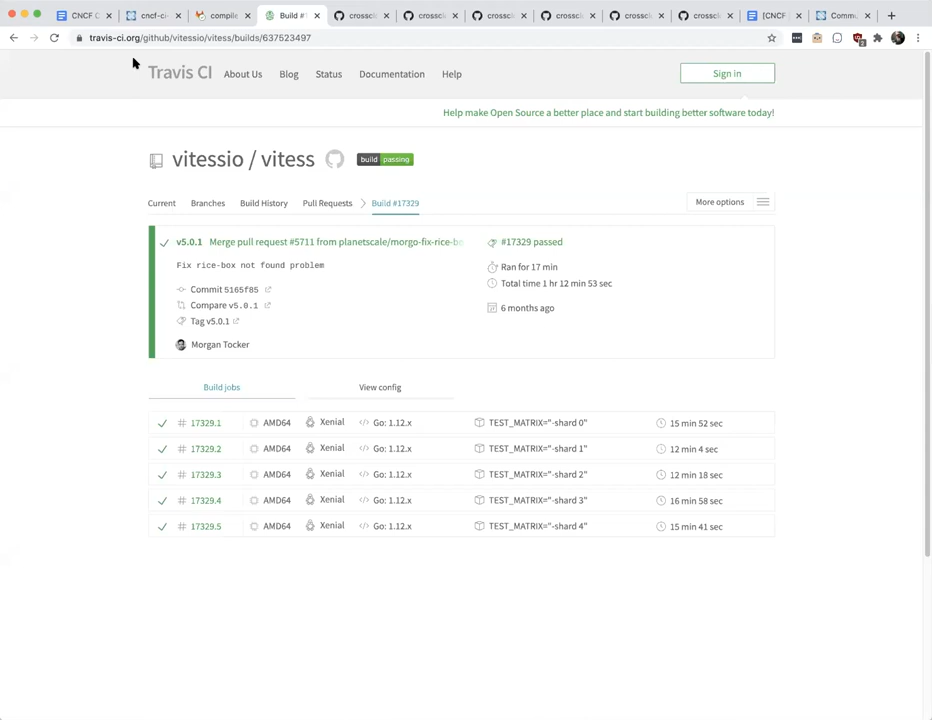 CNCF C
cncf-ci-
compile
Build #
crosscl
crosscl
crosscl
crosscl
crosscl
crosscl
[CNCF
Commu
travis-ci.org/github/vitessio/vitess/builds/637523497
2
Travis CI
About Us
Blog
Status
Documentation
Help
Sign in
Help make Open Source a better place and start building better software today!
vitessio / vitess
build passing
Current
Branches
Build History
Pull Requests
Build #17329
More options
v5.0.1 Merge pull request #5711 from planetscale/morgo-fix-rice-bo
Fix rice-box not found problem
Commit 5165f85
Compare v5.0.1
Tag v5.0.1
Morgan Tocker
#17329 passed
Ran for 17 min
Total time 1 hr 12 min 53 sec
6 months ago
Build jobs
View config
# 17329.1 AMD64 Xenial </> Go: 1.12.x TEST_MATRIX="-shard 0" 15 min 52 sec
# 17329.2 AMD64 Xenial </> Go: 1.12.x TEST_MATRIX="-shard 1" 12 min 4 sec
# 17329.3 AMD64 Xenial </> Go: 1.12.x TEST_MATRIX="-shard 2" 12 min 18 sec
# 17329.4 AMD64 Xenial </> Go: 1.12.x TEST_MATRIX="-shard 3" 16 min 58 sec
# 17329.5 AMD64 Xenial </> Go: 1.12.x TEST_MATRIX="-shard 4" 15 min 41 sec